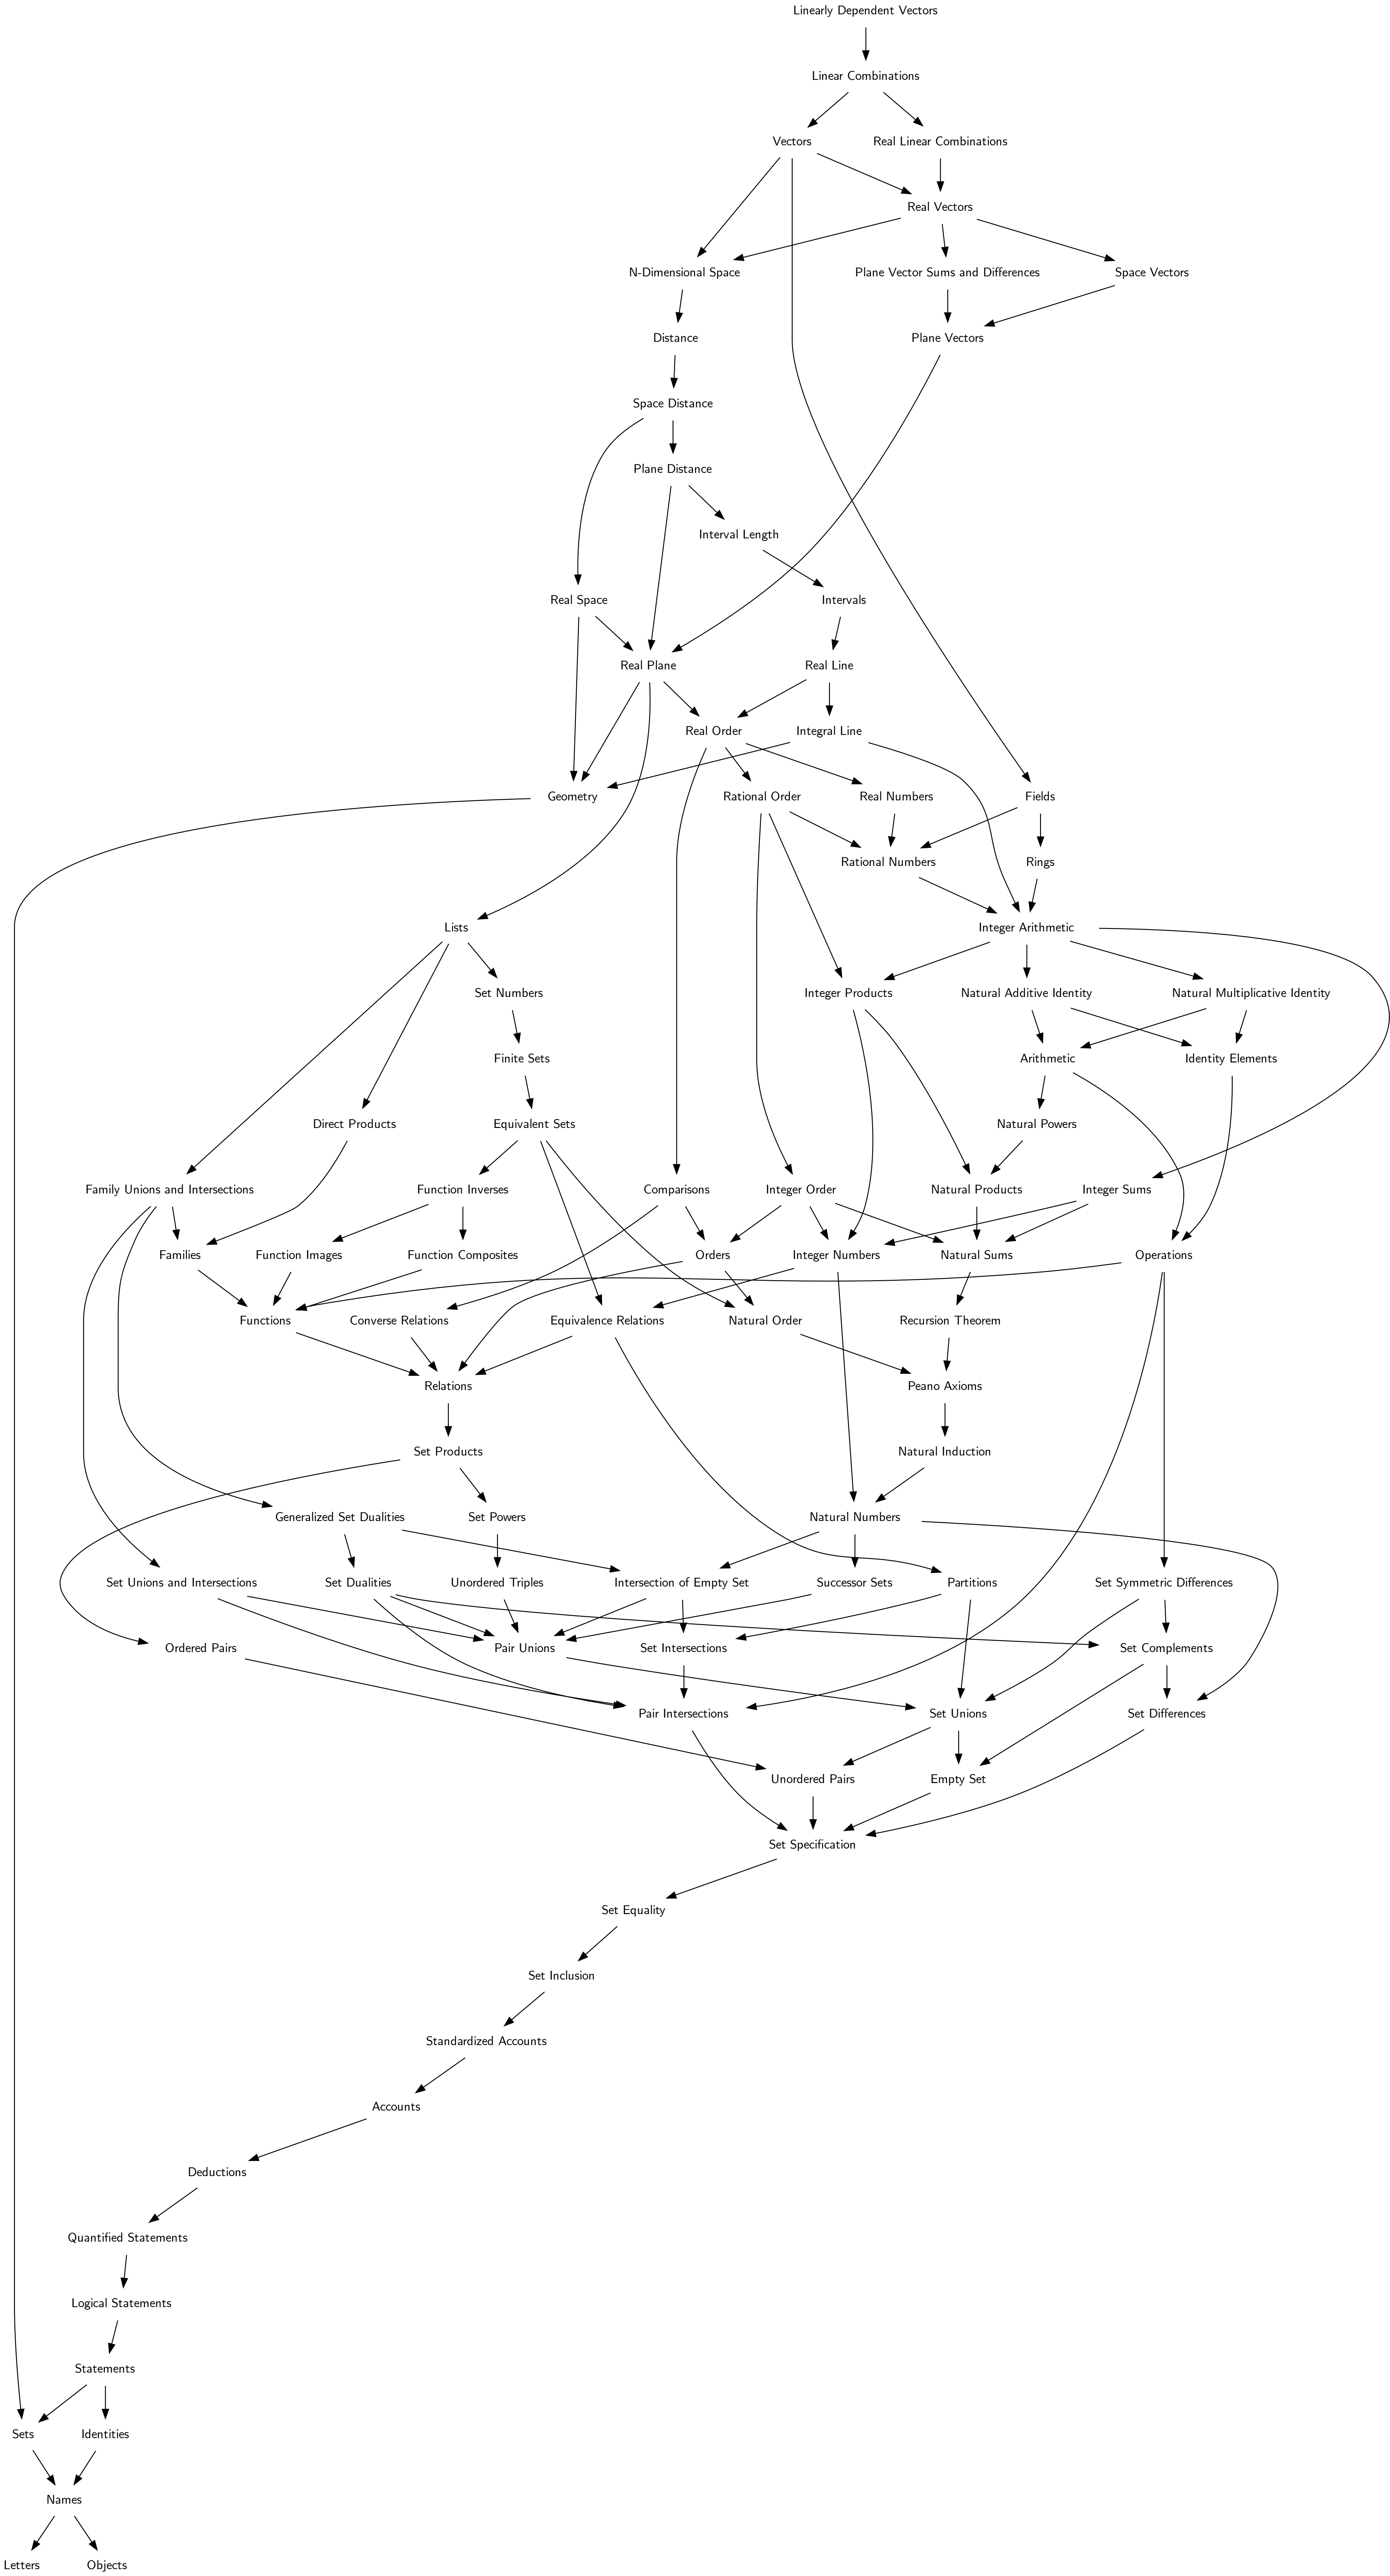 Linearly Dependent Vectors
Linear Combinations
Vectors
Real Linear Combinations
Real Vectors
N-Dimensional Space
Plane Vector Sums and Differences
Space Vectors
Distance
Plane Vectors
Space Distance
Plane Distance
Interval Length
Real Space
Intervals
Real Plane
Real Line
Real Order
Integral Line
Geometry
Rational Order
Real Numbers
Fields
Rational Numbers
Rings
Lists
Integer Arithmetic
Set Numbers
Integer Products
Natural Additive Identity
Natural Multiplicative Identity
Finite Sets
Arithmetic
Identity Elements
Direct Products
Equivalent Sets
Natural Powers
Family Unions and Intersections
Function Inverses
Comparisons
Integer Order
Natural Products
Integer Sums
Families
Function Images
Function Composites
Orders
Integer Numbers
Natural Sums
Operations
Functions
Converse Relations
Equivalence Relations
Natural Order
Recursion Theorem
Relations
Peano Axioms
Set Products
Natural Induction
Generalized Set Dualities
Set Powers
Natural Numbers
Set Unions and Intersections
Set Dualities
Unordered Triples
Intersection of Empty Set
Successor Sets
Partitions
Set Symmetric Differences
Ordered Pairs
Pair Unions
Set Intersections
Set Complements
Pair Intersections
Set Unions
Set Differences
Unordered Pairs
Empty Set
Set Specification
Set Equality
Set Inclusion
Standardized Accounts
Accounts
Deductions
Quantified Statements
Logical Statements
Statements
Sets
Identities
Names
Letters
Objects